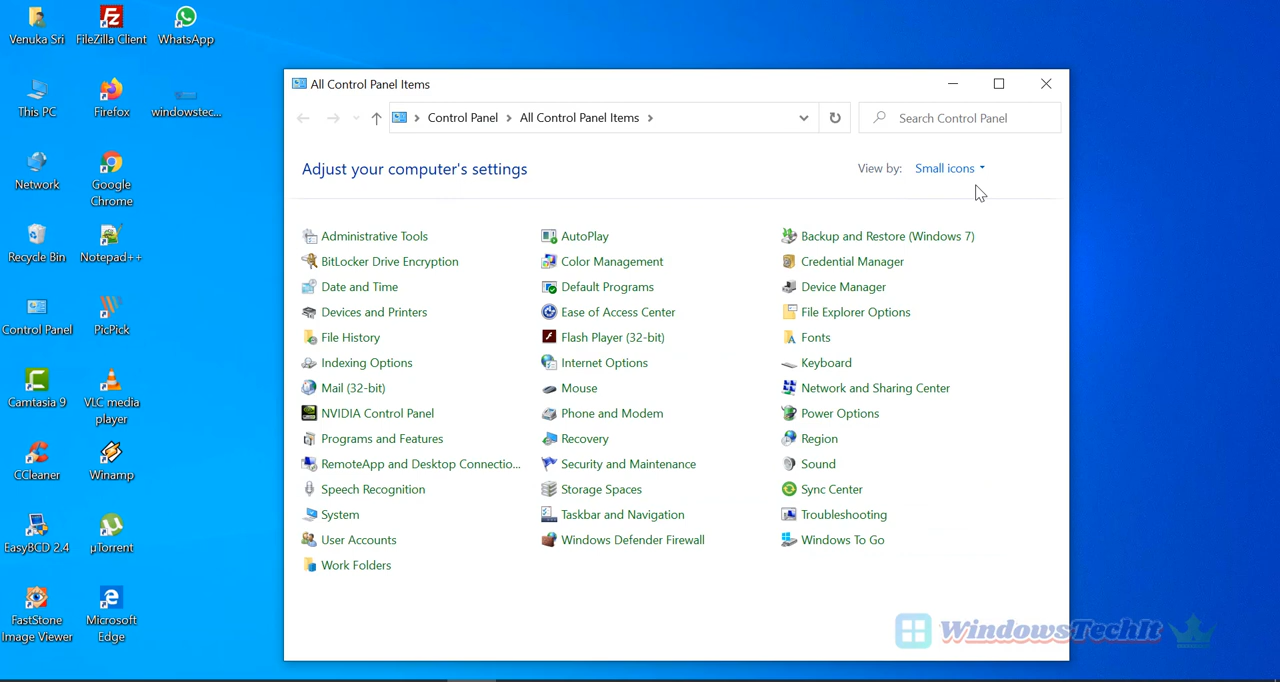 Venuka Sri
FileZilla Client
WhatsApp
This PC
Firefox
windowstec...
Network
Google
Chrome
Recycle Bin
Notepad++
Control Panel
PicPick
Camtasia 9
VLC media
player
CCleaner
Winamp
EasyBCD 2.4
µTorrent
FastStone
Image Viewer
Microsoft
Edge
All Control Panel Items
Control Panel > All Control Panel Items >
Search Control Panel
Adjust your computer's settings
View by: Small icons
Administrative Tools
AutoPlay
Backup and Restore (Windows 7)
BitLocker Drive Encryption
Color Management
Credential Manager
Date and Time
Default Programs
Device Manager
Devices and Printers
Ease of Access Center
File Explorer Options
File History
Flash Player (32-bit)
Fonts
Indexing Options
Internet Options
Keyboard
Mail (32-bit)
Mouse
Network and Sharing Center
NVIDIA Control Panel
Phone and Modem
Power Options
Programs and Features
Recovery
Region
RemoteApp and Desktop Connectio...
Security and Maintenance
Sound
Speech Recognition
Storage Spaces
Sync Center
System
Taskbar and Navigation
Troubleshooting
User Accounts
Windows Defender Firewall
Windows To Go
Work Folders
WindowsTechIt